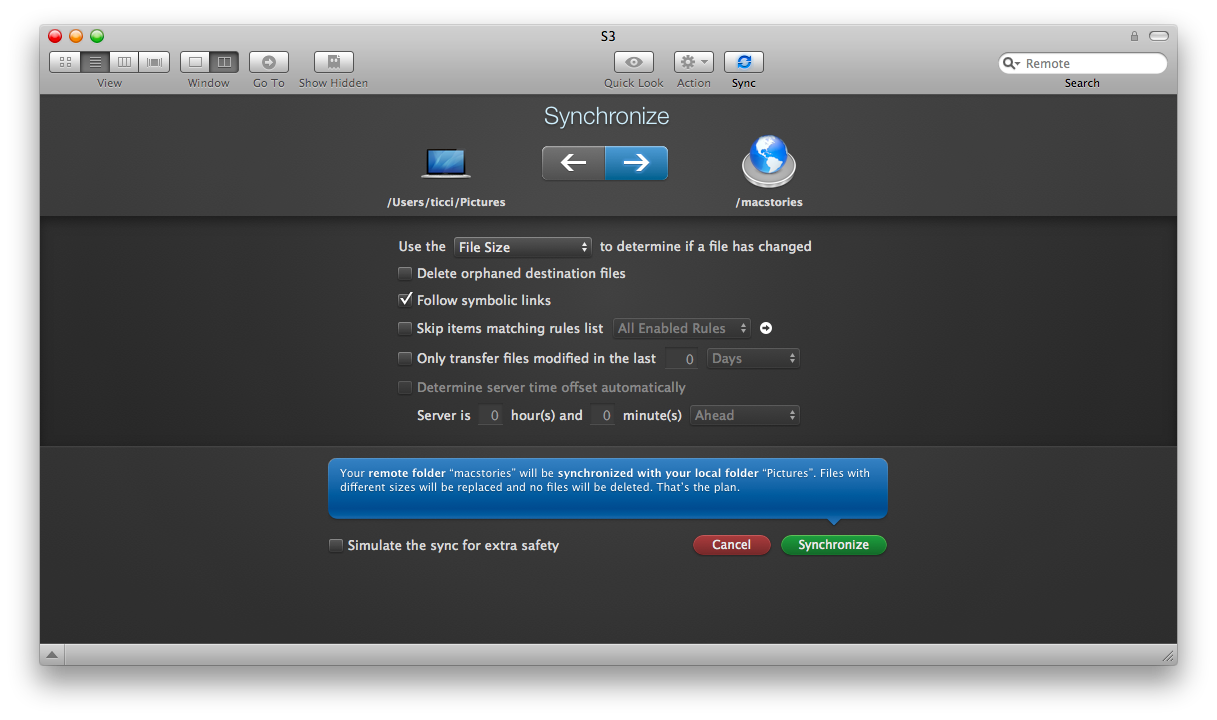 S3
View
Window
Go To
Show Hidden
Quick Look
Action
Sync
Remote
Search
Synchronize
/Users/ticci/Pictures
/macstories
Use the File Size to determine if a file has changed
Delete orphaned destination files
Follow symbolic links
Skip items matching rules list All Enabled Rules
Only transfer files modified in the last 0 Days
Determine server time offset automatically
Server is 0 hour(s) and 0 minute(s) Ahead
Your remote folder “macstories” will be synchronized with your local folder “Pictures”. Files with
different sizes will be replaced and no files will be deleted. That’s the plan.
Simulate the sync for extra safety
Cancel
Synchronize